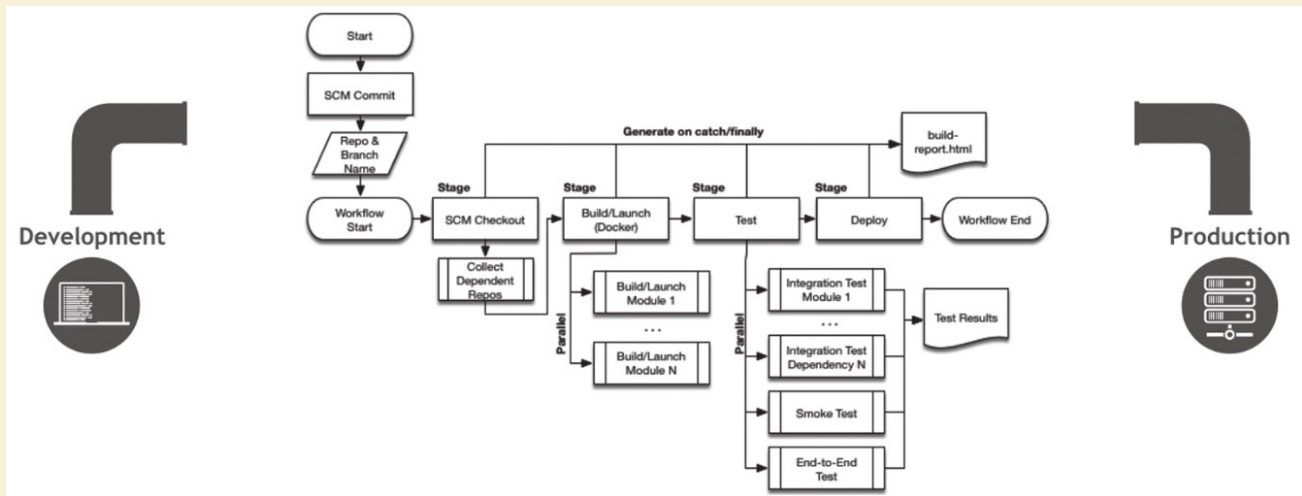 Start
SCM Commit
Repo &
Branch
Name
Generate on catch/finally
build-
report.html
Stage
Stage
Stage
Stage
Workflow
Start
SCM Checkout
Build/Launch
(Docker)
Test
Deploy
Workflow End
Development
Production
Collect
Dependent
Repos
Parallel
Build/Launch
Module 1
...
Build/Launch
Module N
Parallel
Integration Test
Module 1
...
Integration Test
Dependency N
Smoke Test
End-to-End
Test
Test Results